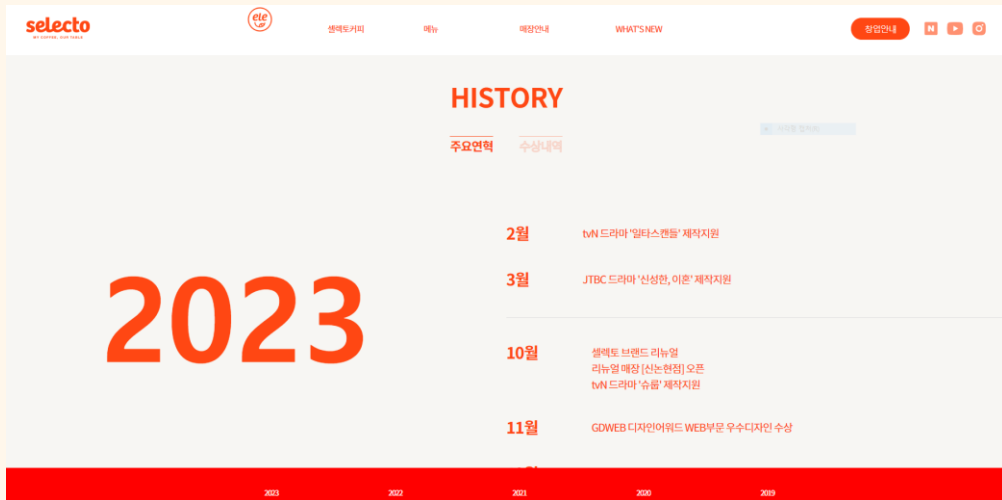 selecto
MY COFFEE, OUR TABLE
ele
셀렉토커피
메뉴
매장안내
WHAT'S NEW
창업안내
N
HISTORY
주요연혁
수상내역
2023
2월
tvN 드라마 '일타스캔들' 제작지원
3월
JTBC 드라마 '신성한, 이혼' 제작지원
10월
셀렉토 브랜드 리뉴얼
리뉴얼 매장 [신논현점] 오픈
tvN 드라마 '슈룹' 제작지원
11월
GDWEB 디자인어워드 WEB부문 우수디자인 수상
2023
2022
2021
2020
2019